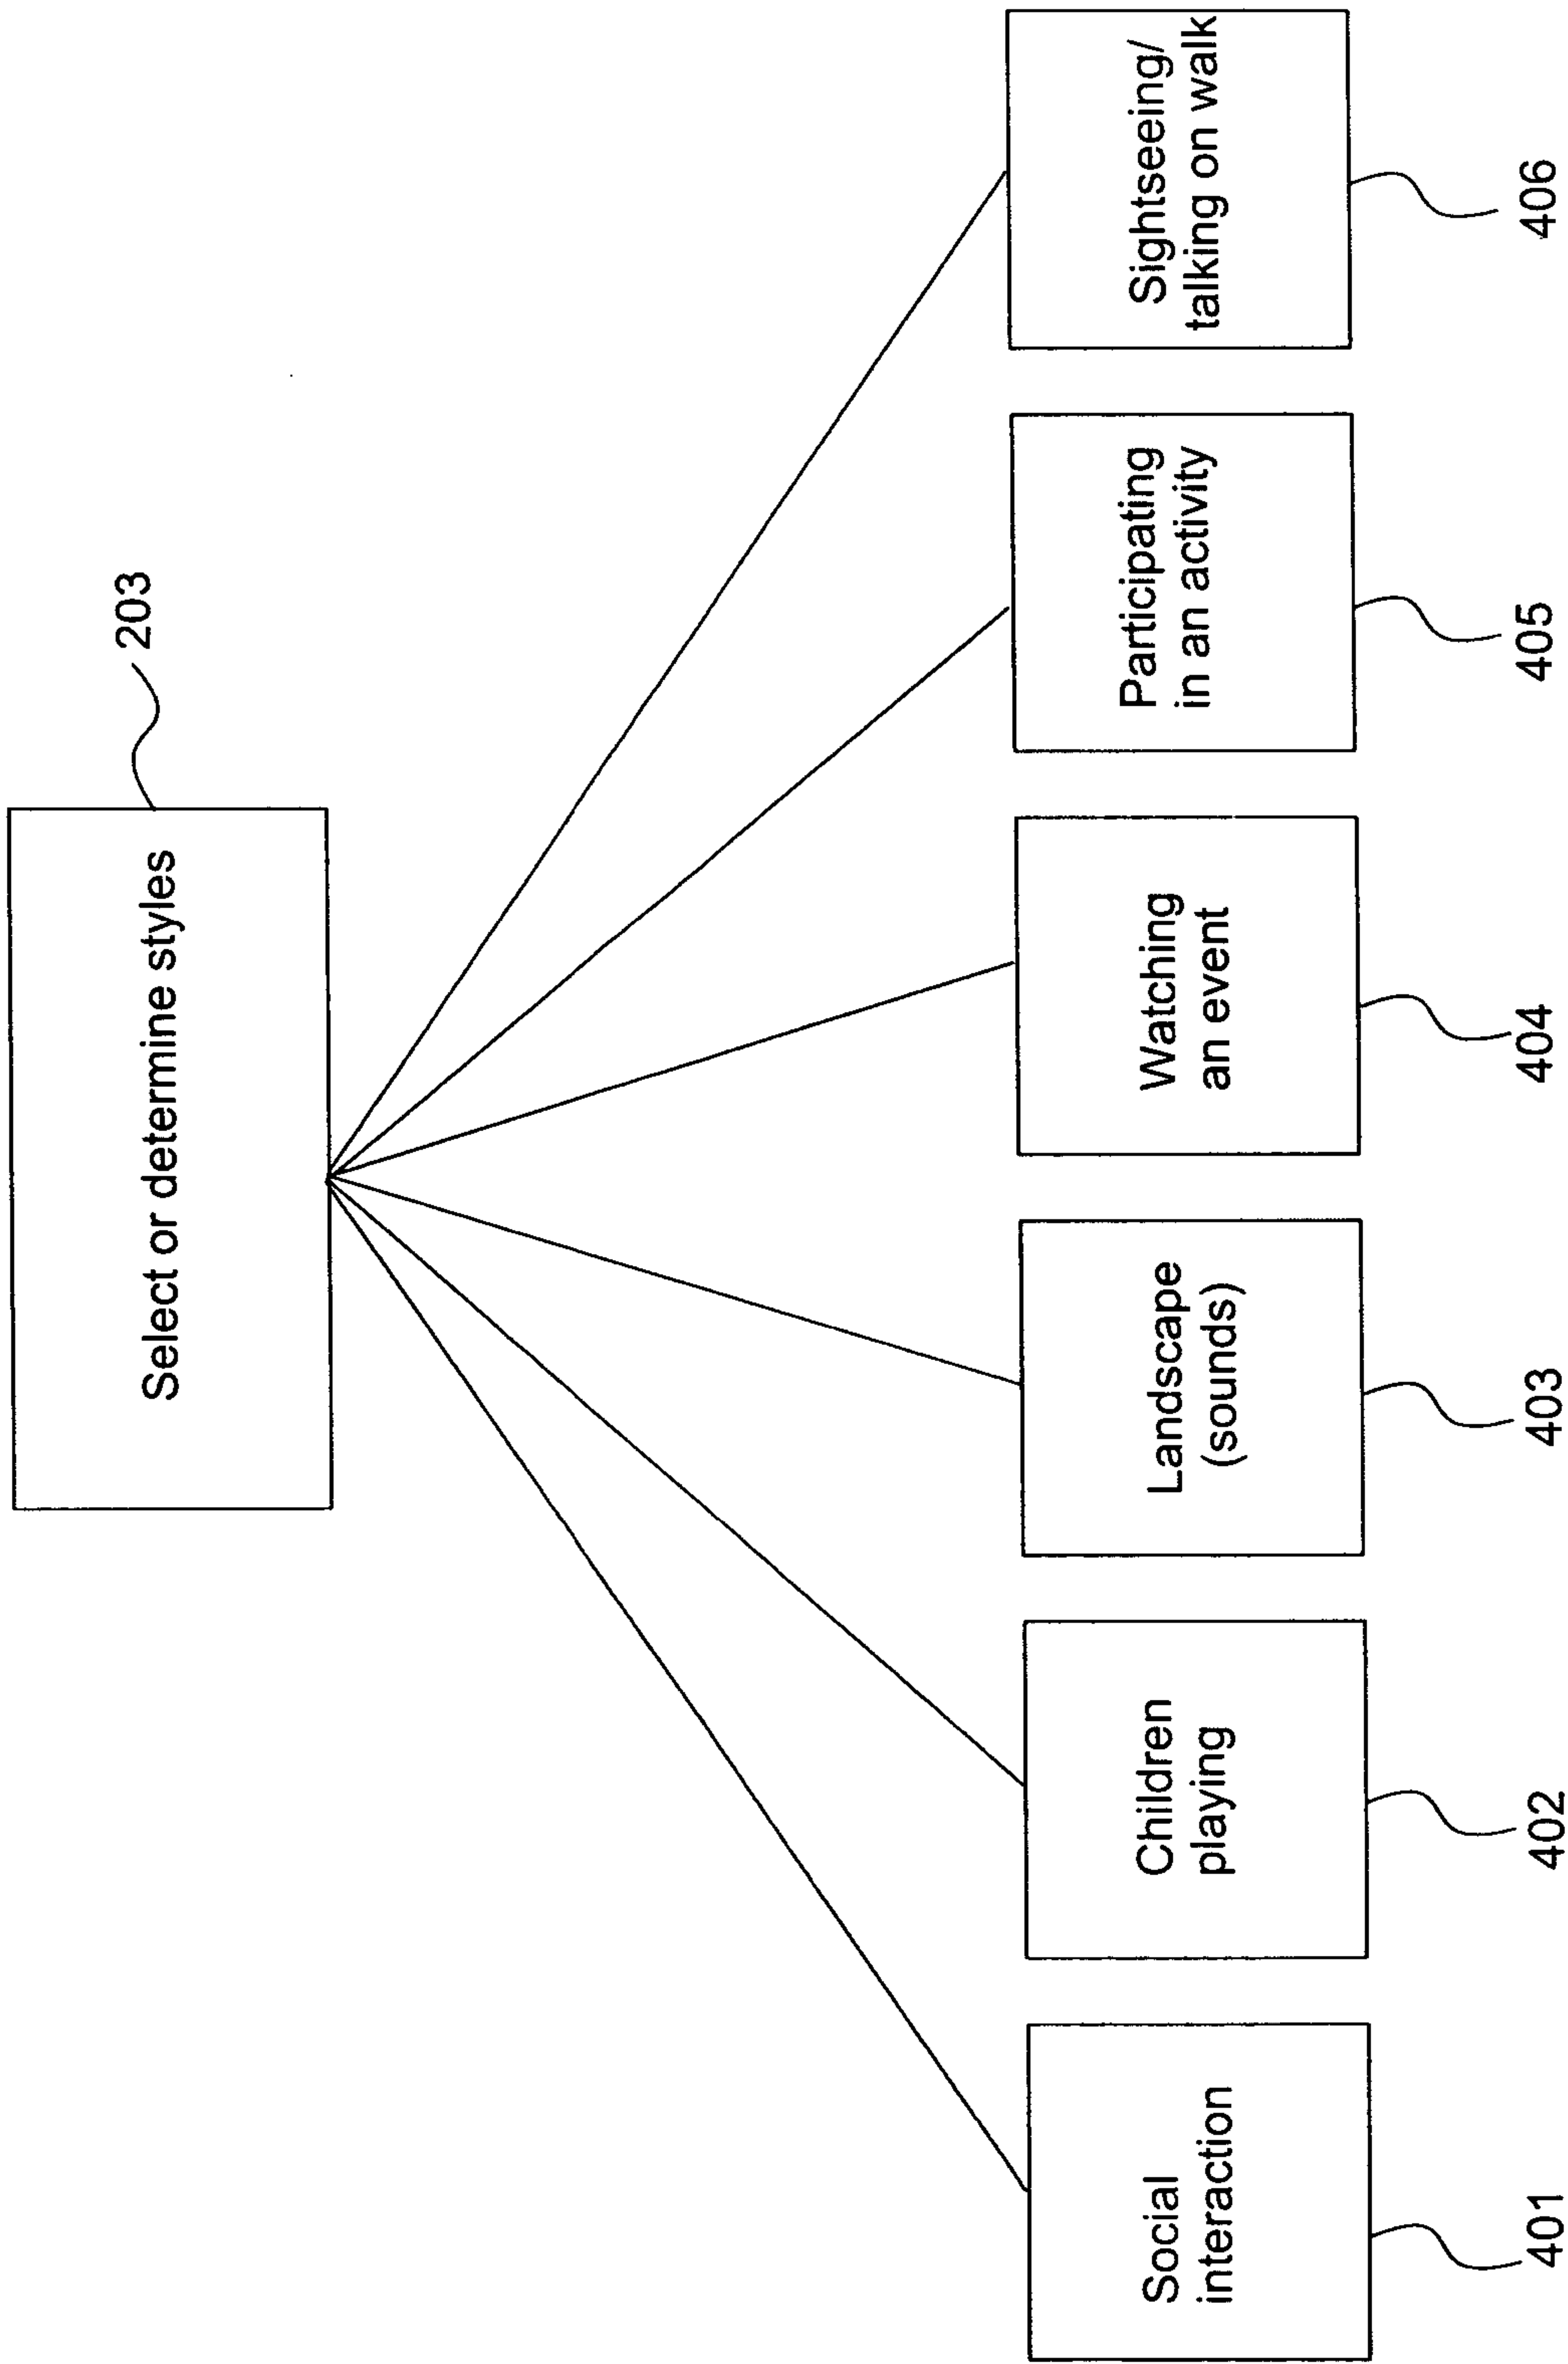 Select or determine styles
203
Social
interaction
401
Children
playing
402
Landscape
(sounds)
403
Watching
an event
404
Participating
in an activity
405
Sightseeing/
talking on walk
406